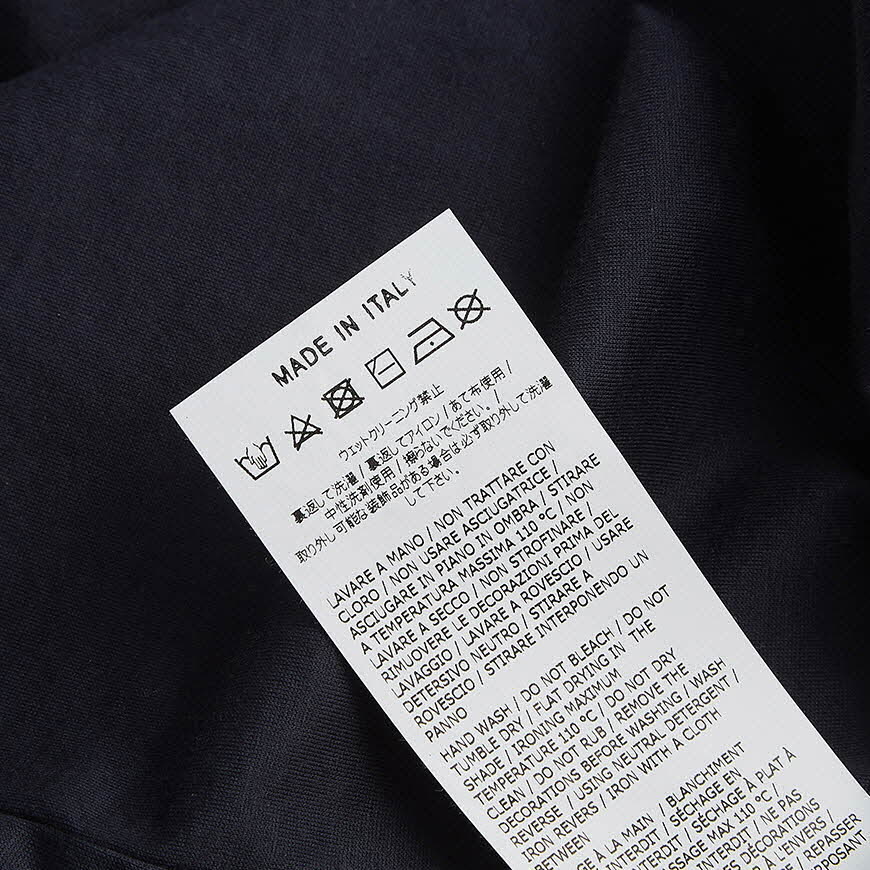 MADE IN ITALY
ウエットクリーニング禁止
裏返して洗濯 / 裏返してアイロン / あて布使用 /
中性洗剤使用 / 擦らないでください。 /
取り外し可能な装飾品がある場合は必ず取り外して洗濯
して下さい。
LAVARE A MANO / NON TRATTARE CON
CLORO / NON USARE ASCIUGATRICE /
ASCIUGARE IN PIANO IN OMBRA / STIRARE
A TEMPERATURA MASSIMA 110 °C / NON
LAVARE A SECCO / NON STROFINARE /
RIMUOVERE LE DECORAZIONI PRIMA DEL
LAVAGGIO / LAVARE A ROVESCIO / USARE
DETERSIVO NEUTRO / STIRARE A
ROVESCIO / STIRARE INTERPONENDO UN
PANNO
HAND WASH / DO NOT BLEACH / DO NOT
TUMBLE DRY / FLAT DRYING IN THE
SHADE / IRONING MAXIMUM
TEMPERATURE 110 °C / DO NOT DRY
CLEAN / DO NOT RUB / REMOVE THE
DECORATIONS BEFORE WASHING / WASH
REVERSE / USING NEUTRAL DETERGENT /
IRON REVERS / IRON WITH A CLOTH
BETWEEN
À LA MAIN / BLANCHIMENT
INTERDIT / SÉCHAGE EN
INTERDIT / SÉCHAGE À PLAT À
MAX 110 °C /
INTERDIT / NE PAS
DÉCORATIONS
À L'ENVERS /
REPASSER